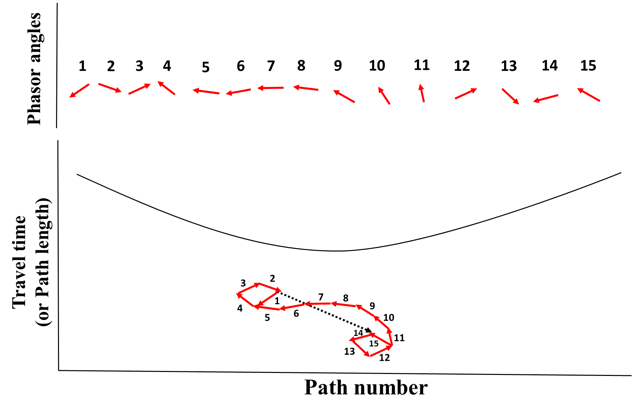 Phasor angles
1 2 3 4 5 6 7 8 9 10 11 12 13 14 15
Travel time
(or Path length)
3 2
4 1
5 6 7 8 9
10
14 15 11
13 12
Path number